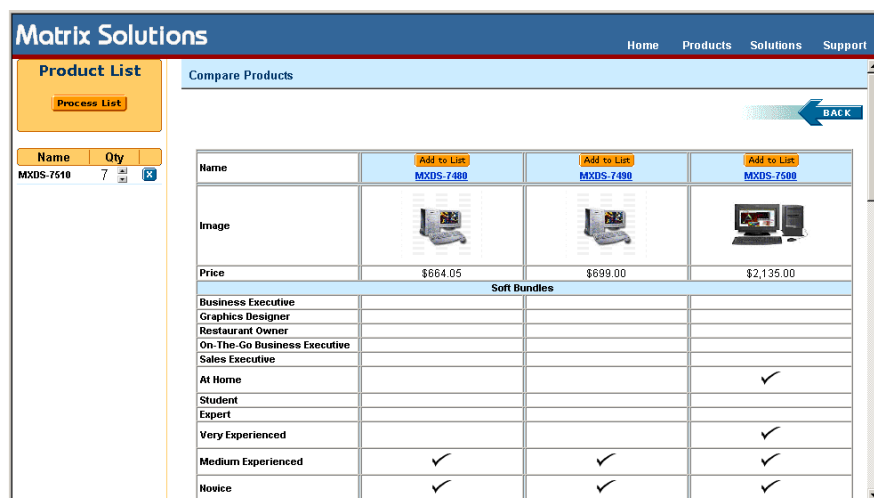 Matrix Solutions
Home Products Solutions Support
Product List
Process List
Name Qty
MXDS-7510 7
Compare Products
BACK
Name Add to List Add to List Add to List
MXDS-7480 MXDS-7490 MXDS-7500
Image
Price $664.05 $699.00 $2,135.00
Soft Bundles
Business Executive
Graphics Designer
Restaurant Owner
On-The-Go Business Executive
Sales Executive
At Home
Student
Expert
Very Experienced
Medium Experienced
Novice